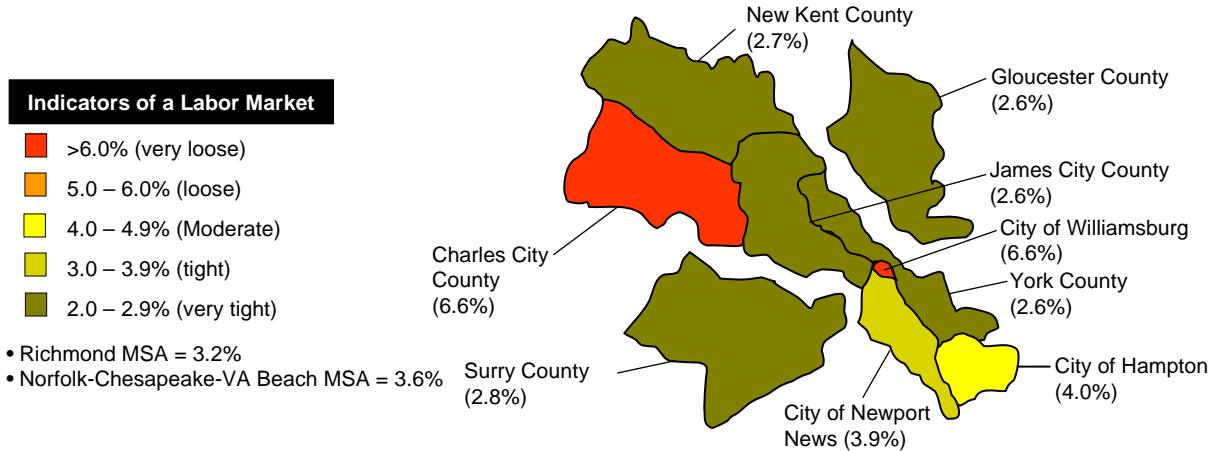 Indicators of a Labor Market
>6.0% (very loose)
5.0 – 6.0% (loose)
4.0 – 4.9% (Moderate)
3.0 – 3.9% (tight)
2.0 – 2.9% (very tight)
• Richmond MSA = 3.2%
• Norfolk-Chesapeake-VA Beach MSA = 3.6%
New Kent County
(2.7%)
Gloucester County
(2.6%)
James City County
(2.6%)
City of Williamsburg
(6.6%)
York County
(2.6%)
Charles City
County
(6.6%)
Surry County
(2.8%)
City of Hampton
(4.0%)
City of Newport
News (3.9%)